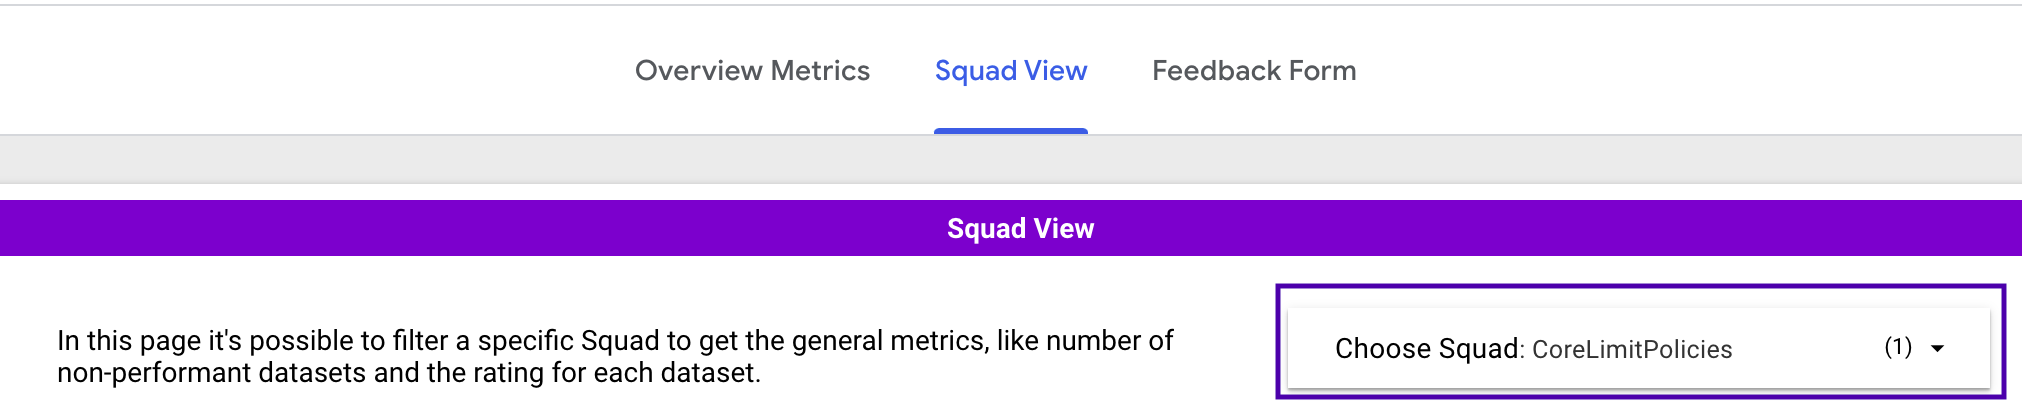 Overview Metrics Squad View Feedback Form
Squad View
In this page it's possible to filter a specific Squad to get the general metrics, like number of
non-performant datasets and the rating for each dataset.
Choose Squad: CoreLimitPolicies (1)